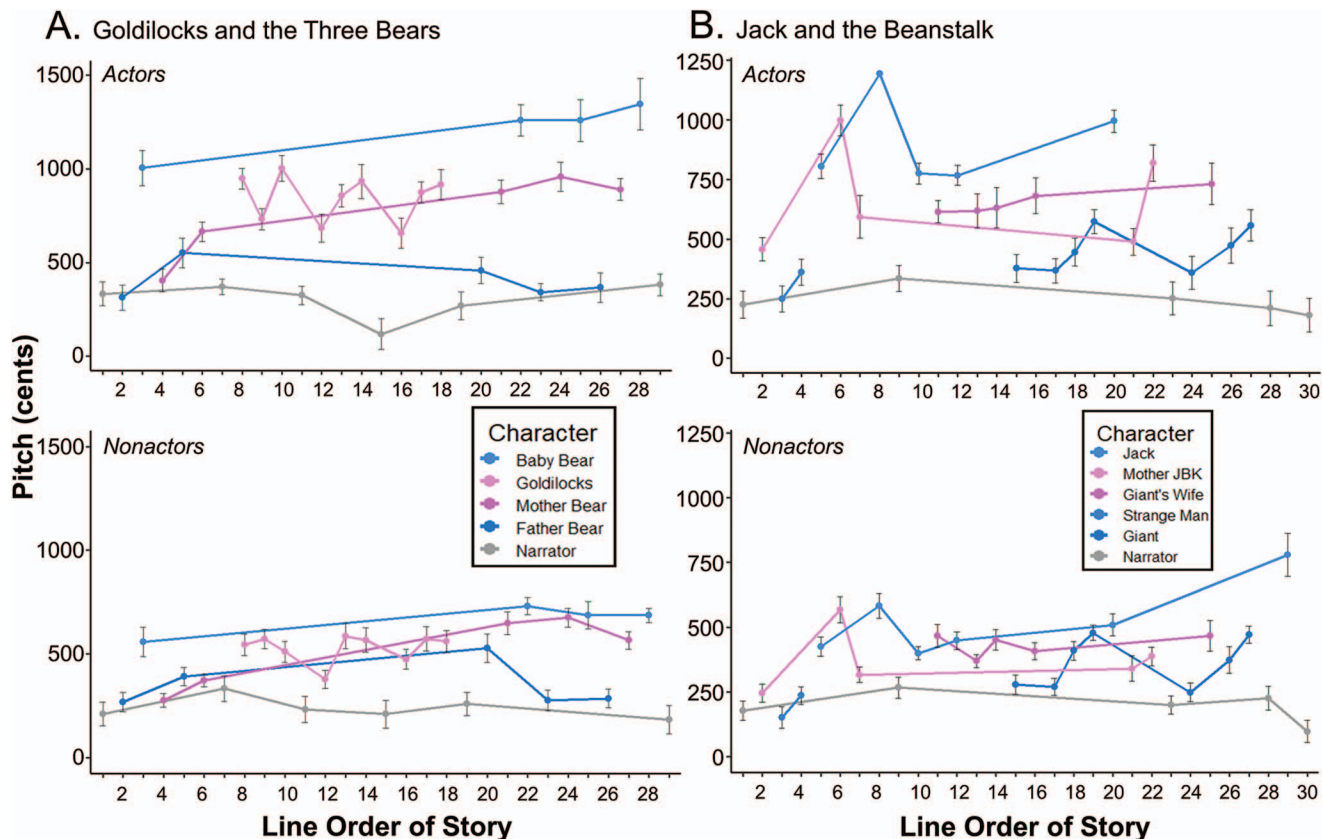 A. Goldilocks and the Three Bears
B. Jack and the Beanstalk
Pitch (cents)
Actors
1500
1000
500
0
2 4 6 8 10 12 14 16 18 20 22 24 26 28
Actors
1250
1000
750
500
250
0
2 4 6 8 10 12 14 16 18 20 22 24 26 28 30
Nonactors
1500
1000
500
0
Character
Baby Bear
Goldilocks
Mother Bear
Father Bear
Narrator
2 4 6 8 10 12 14 16 18 20 22 24 26 28
Line Order of Story
Nonactors
1250
1000
750
500
250
0
Character
Jack
Mother JBK
Giant's Wife
Strange Man
Giant
Narrator
2 4 6 8 10 12 14 16 18 20 22 24 26 28 30
Line Order of Story